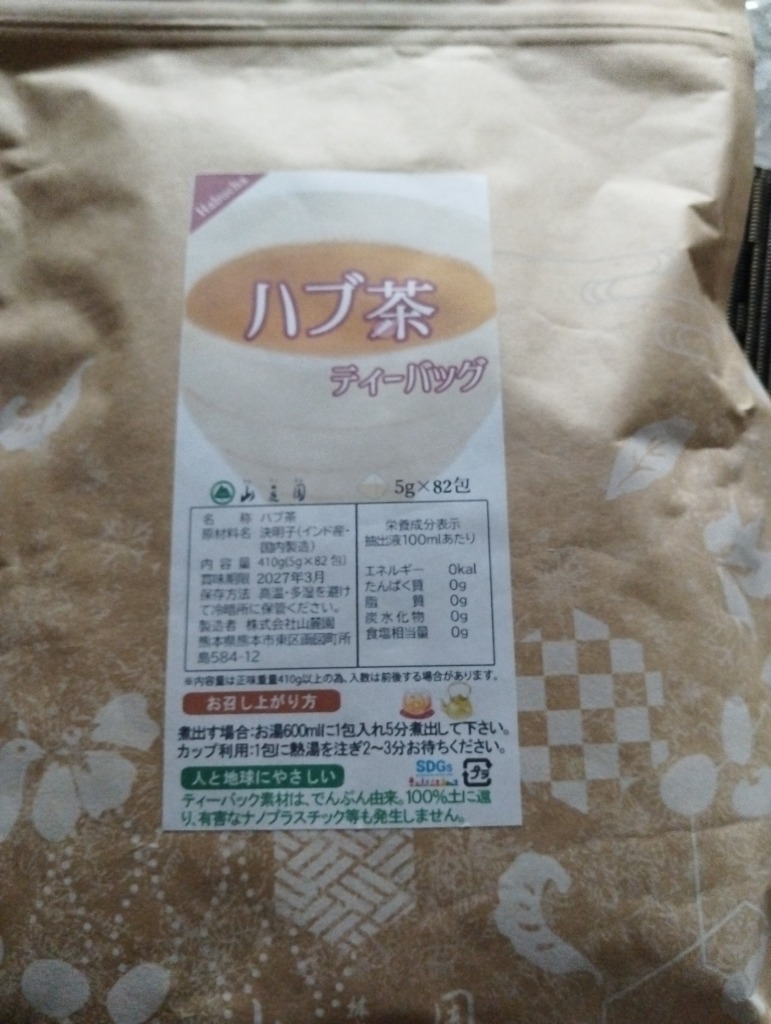 Habucha
ハブ茶
ティーバッグ
山麓園
5g×82包
名称 ハブ茶
原材料名 決明子(インド産・
国内製造)
内容量 410g(5g×82包)
賞味期限 2027年3月
保存方法 高温・多湿を避け
て冷暗所に保管ください。
製造者 株式会社山麓園
熊本県熊本市東区画図町所
島584-12
栄養成分表示
抽出液100mlあたり
エネルギー 0kal
たんぱく質 0g
脂質 0g
炭水化物 0g
食塩相当量 0g
※内容量は正味重量410g以上の為、入数は前後する場合があります。
お召し上がり方
煮出す場合:お湯600mlに1包入れ5分煮出して下さい。
カップ利用:1包に熱湯を注ぎ2〜3分お待ちください。
人と地球にやさしい
SDGs
プラ
ティーバック素材は、でんぷん由来。100%土に還
り、有害なナノプラスチック等も発生しません。
園